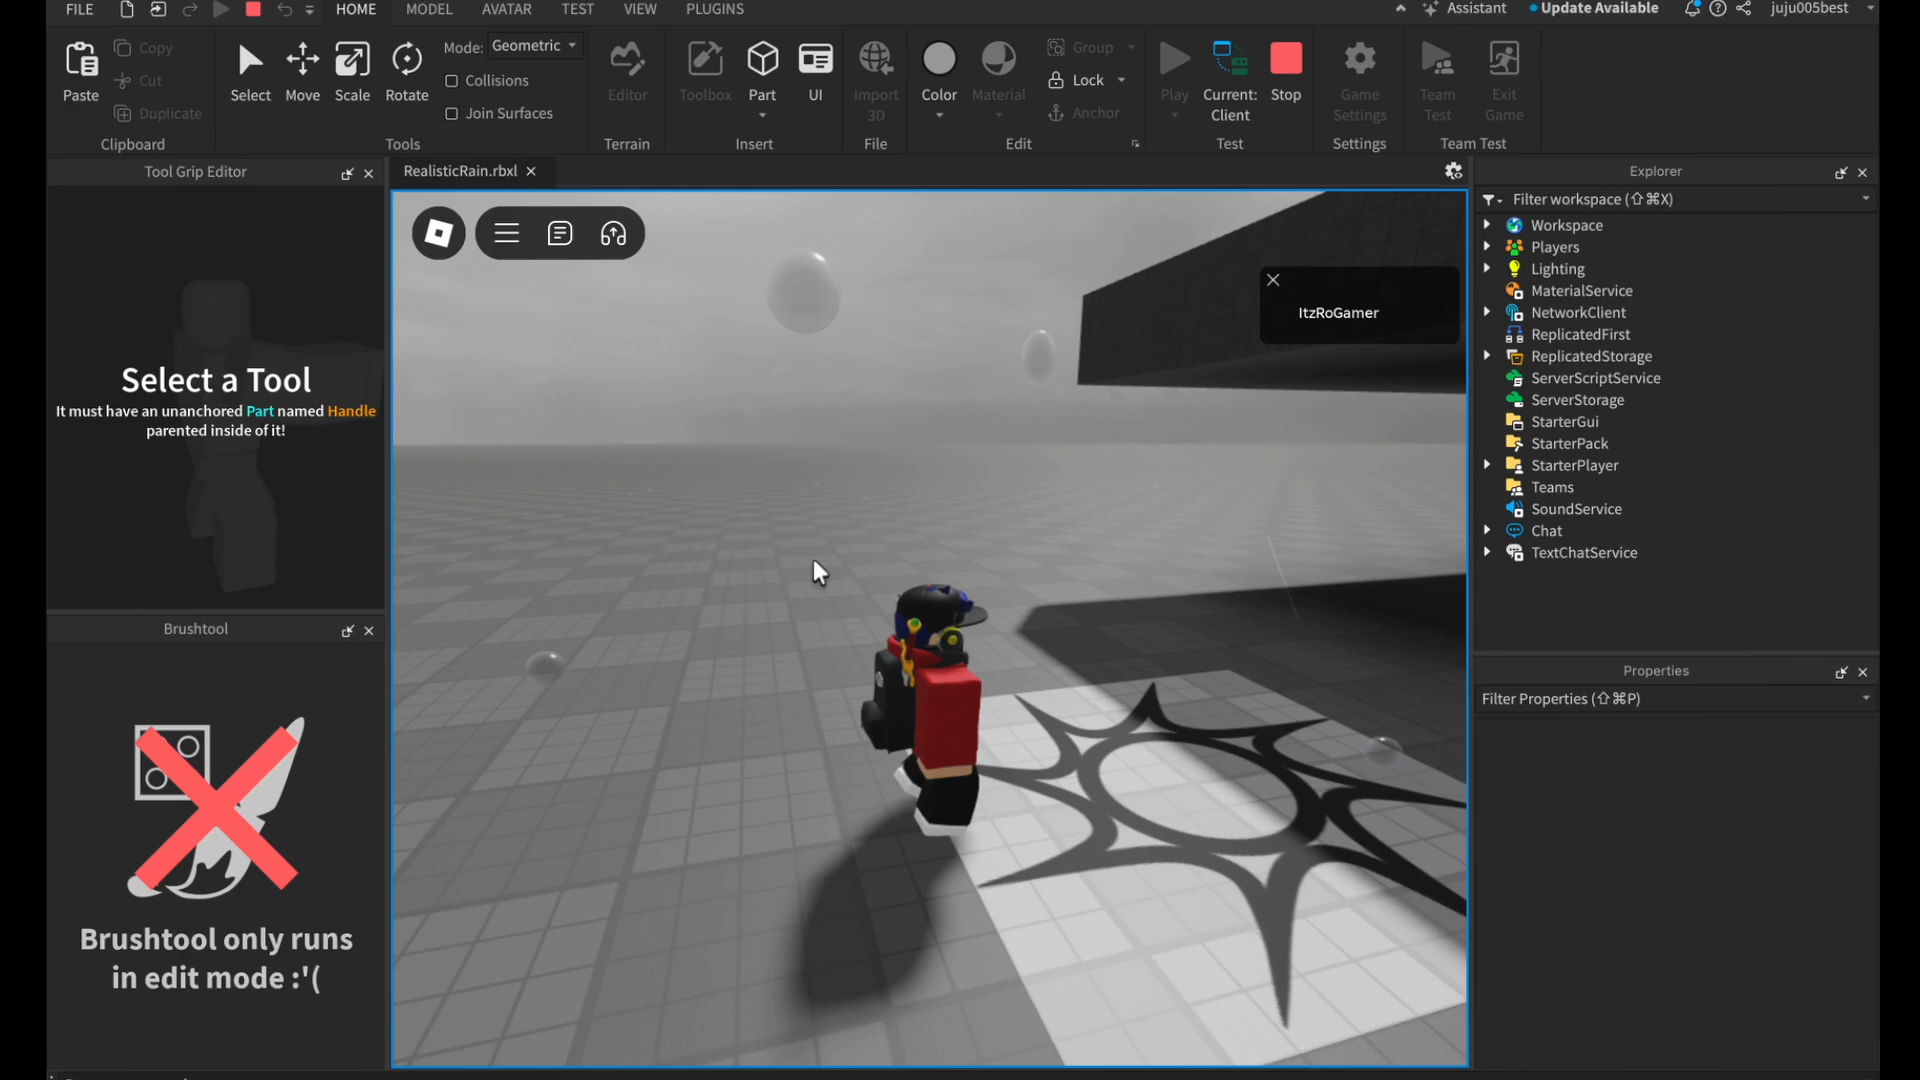 FILE HOME MODEL AVATAR TEST VIEW PLUGINS Assistant Update Available juju005best
Paste Copy Cut Duplicate Clipboard
Select Move Scale Rotate Mode: Geometric Collisions Join Surfaces Tools
Editor Terrain
Toolbox Part UI Insert
Import 3D File
Color Material Group Lock Anchor Edit
Play Current: Client Stop Test
Game Settings Settings
Team Test Exit Game Team Test
Tool Grip Editor
RealisticRain.rbxl
Explorer
Select a Tool
It must have an unanchored Part named Handle
parented inside of it!
Brushtool
Brushtool only runs
in edit mode :'(
ItzRoGamer
Filter workspace (⇧⌘X)
Workspace
Players
Lighting
MaterialService
NetworkClient
ReplicatedFirst
ReplicatedStorage
ServerScriptService
ServerStorage
StarterGui
StarterPack
StarterPlayer
Teams
SoundService
Chat
TextChatService
Properties
Filter Properties (⇧⌘P)